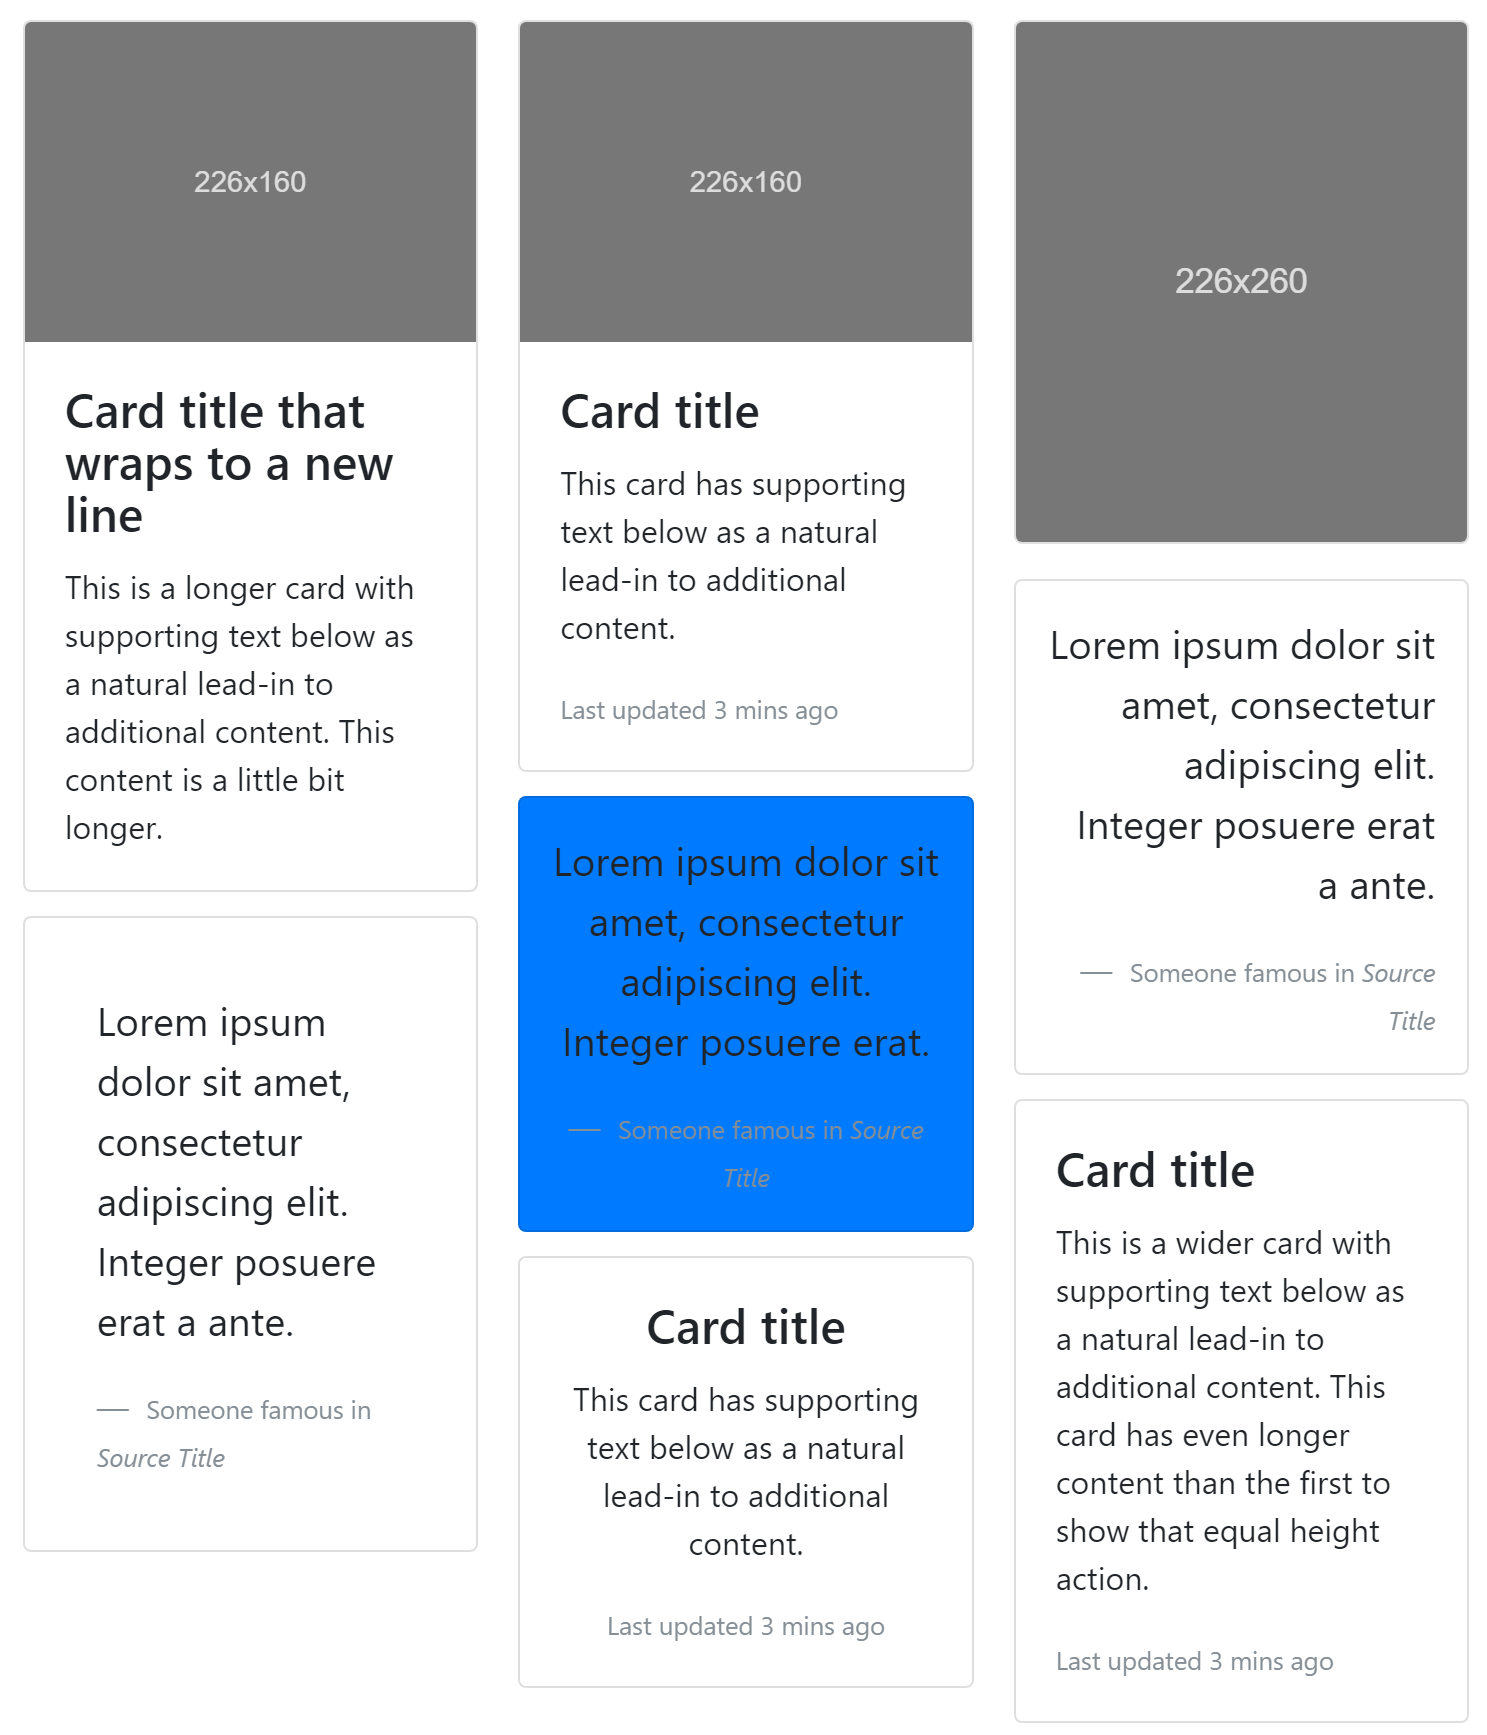 226x160
Card title that
wraps to a new
line
This is a longer card with
supporting text below as
a natural lead-in to
additional content. This
content is a little bit
longer.
Lorem ipsum
dolor sit amet,
consectetur
adipiscing elit.
Integer posuere
erat a ante.
— Someone famous in
Source Title
226x160
Card title
This card has supporting
text below as a natural
lead-in to additional
content.
Last updated 3 mins ago
Lorem ipsum dolor sit
amet, consectetur
adipiscing elit.
Integer posuere erat.
— Someone famous in Source
Title
Card title
This card has supporting
text below as a natural
lead-in to additional
content.
Last updated 3 mins ago
226x260
Lorem ipsum dolor sit
amet, consectetur
adipiscing elit.
Integer posuere erat
a ante.
— Someone famous in Source
Title
Card title
This is a wider card with
supporting text below as
a natural lead-in to
additional content. This
card has even longer
content than the first to
show that equal height
action.
Last updated 3 mins ago